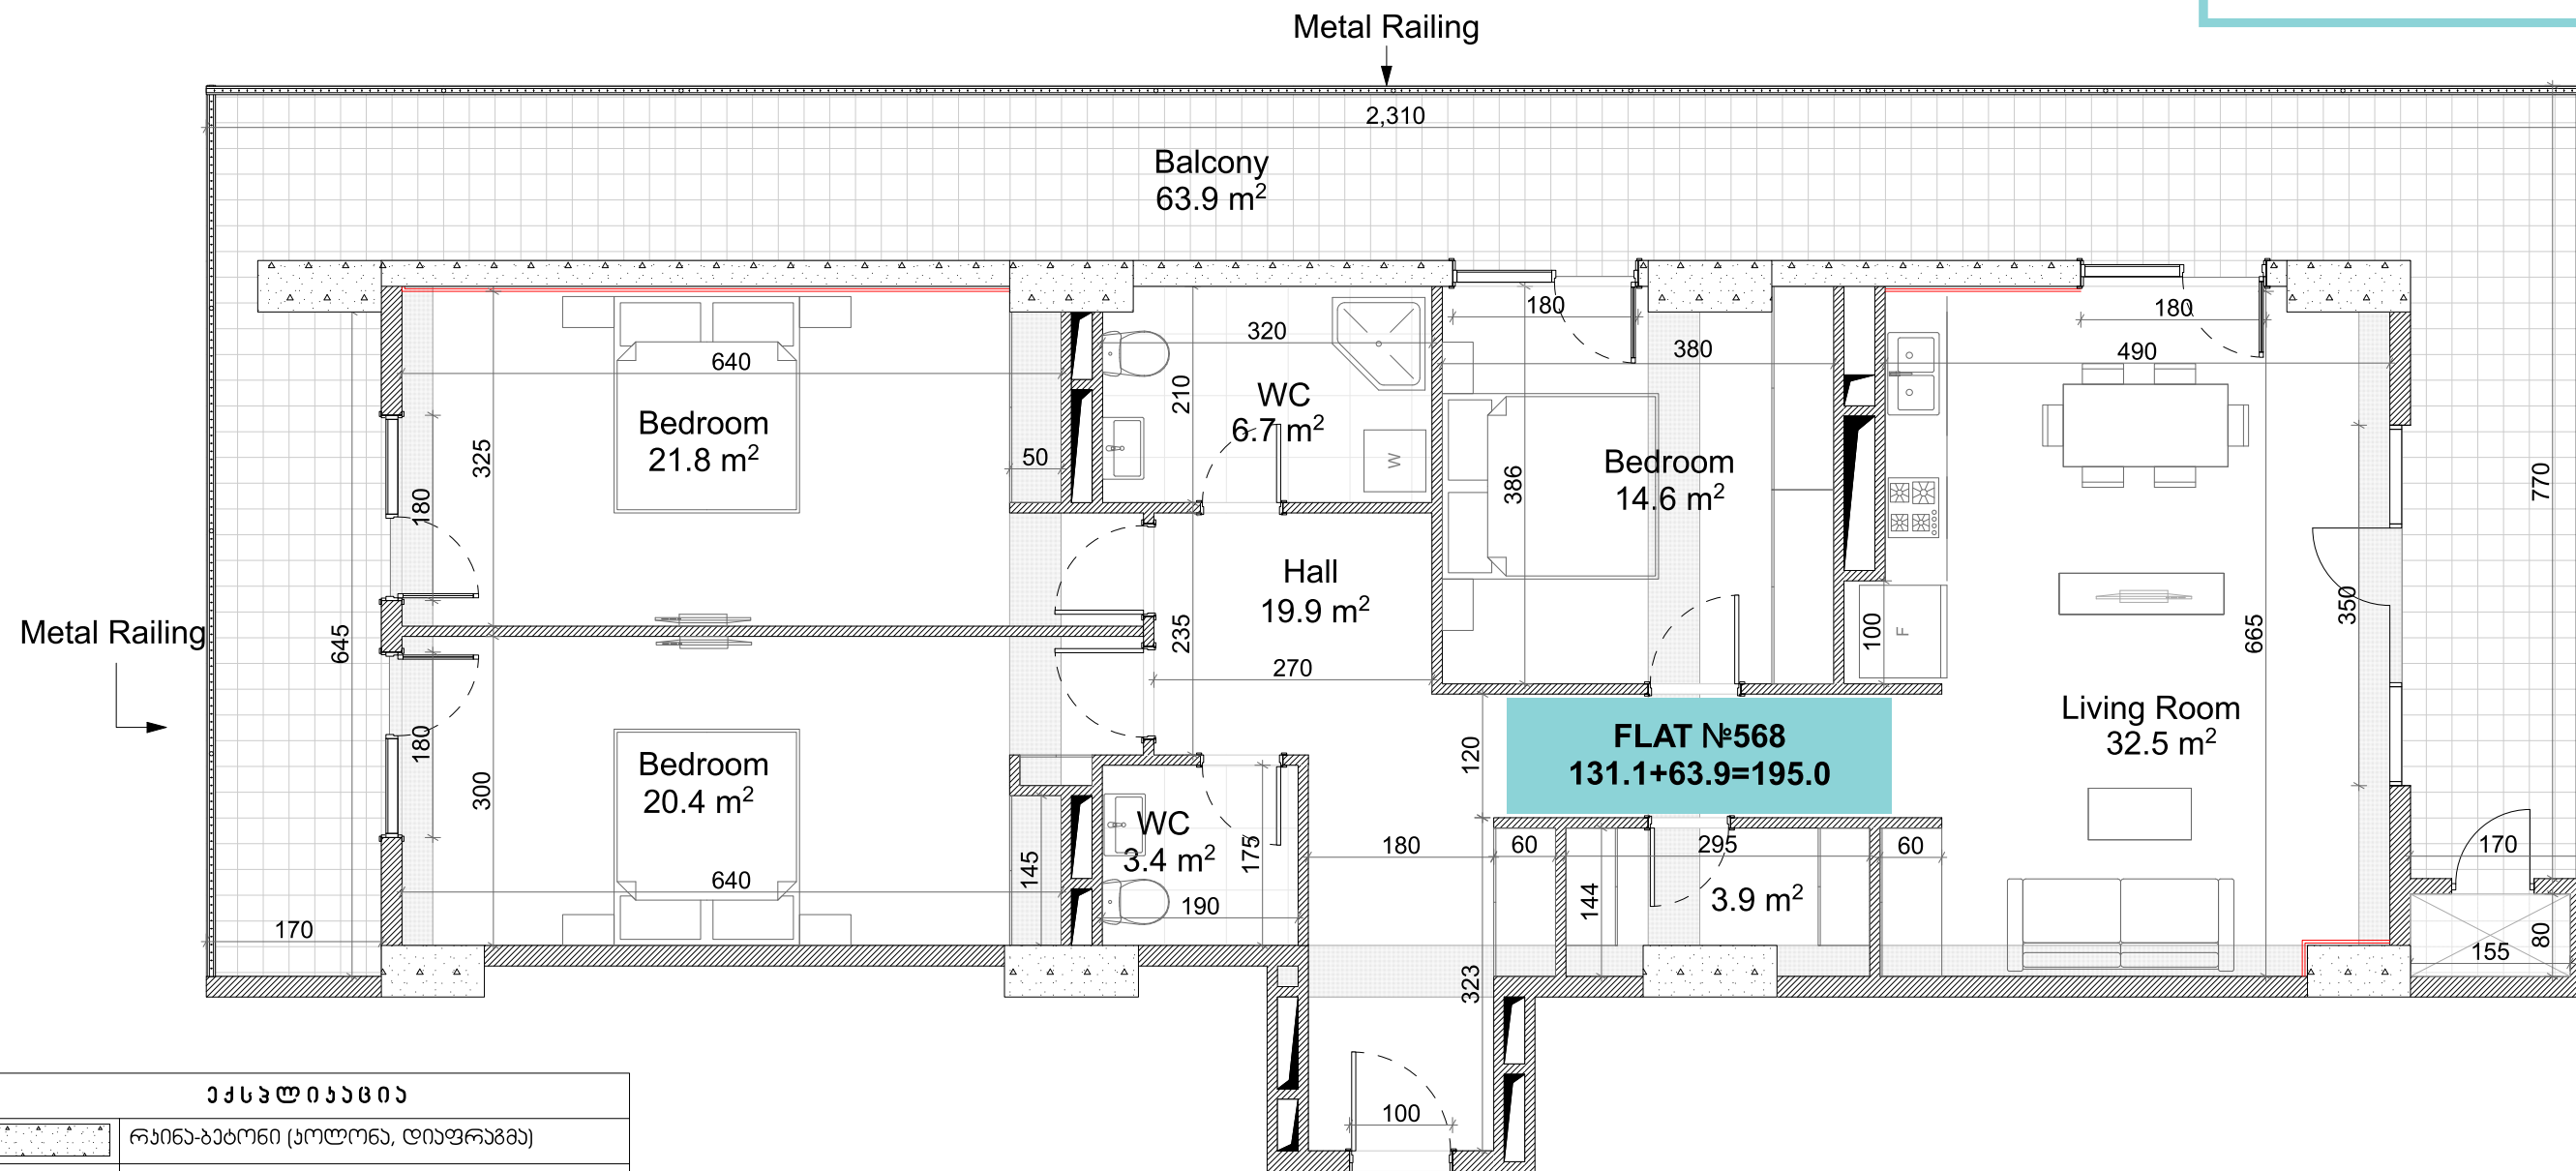 Metal Railing
2,310
Balcony
63.9 m²
180
180
320
380
490
640
210
Bedroom
21.8 m²
WC
6.7 m²
50
325
180
386
Bedroom
14.6 m²
W
770
Hall
19.9 m²
Metal Railing
645
235
100
F
350
665
270
Living Room
32.5 m²
FLAT №568
131.1+63.9=195.0
120
180
300
Bedroom
20.4 m²
WC
3.4 m²
175
145
180
60
295
60
170
640
190
144
3.9 m²
170
155
80
323
100
ექსპლიკაცია
რკინა-ბეტონი (კოლონა, დიაფრაგმა)